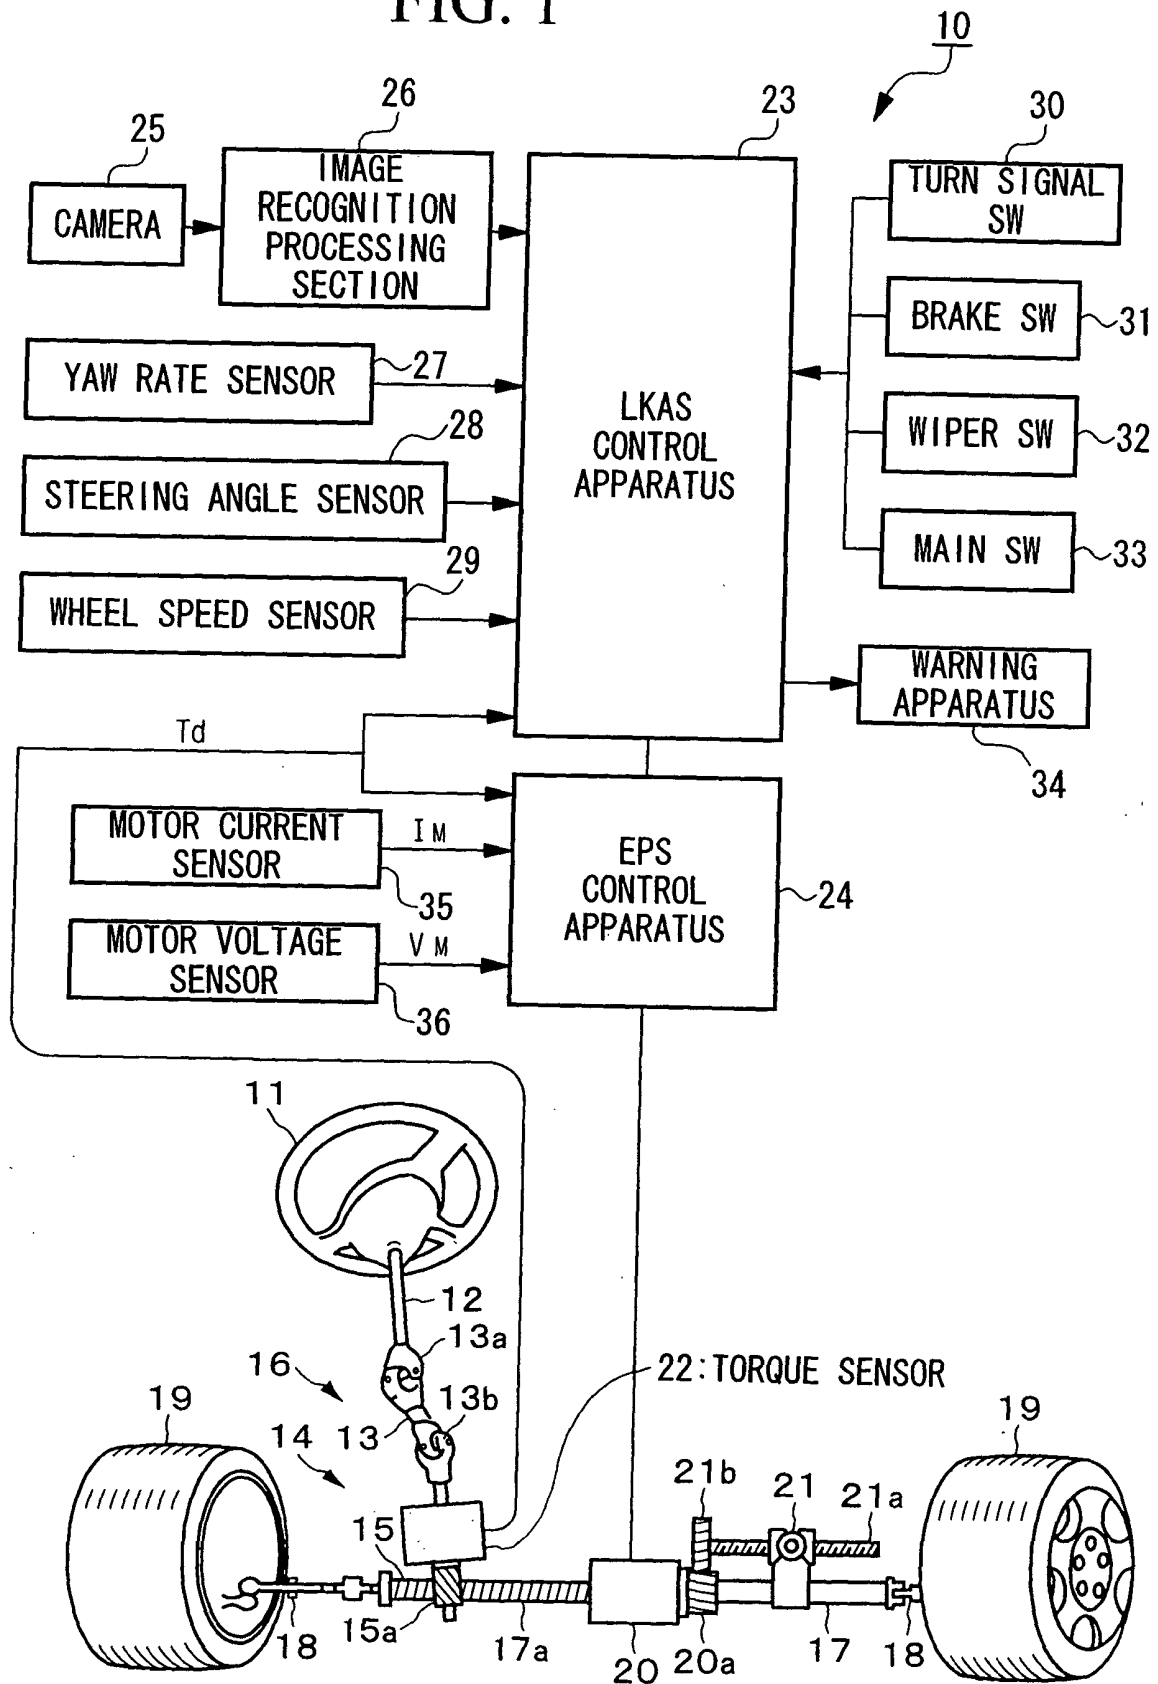 FIG. 1
10
26
23
30
25
IMAGE
RECOGNITION
PROCESSING
SECTION
TURN SIGNAL
SW
CAMERA
BRAKE SW
31
YAW RATE SENSOR
27
LKAS
CONTROL
APPARATUS
28
WIPER SW
32
STEERING ANGLE SENSOR
MAIN SW
33
29
WHEEL SPEED SENSOR
WARNING
APPARATUS
34
Td
MOTOR CURRENT
SENSOR
IM
35
EPS
CONTROL
APPARATUS
24
MOTOR VOLTAGE
SENSOR
VM
36
11
12
13a
16
22:TORQUE SENSOR
13b
19
13
19
14
21b
21
21a
15
18
15a
17a
20
20a
17
18